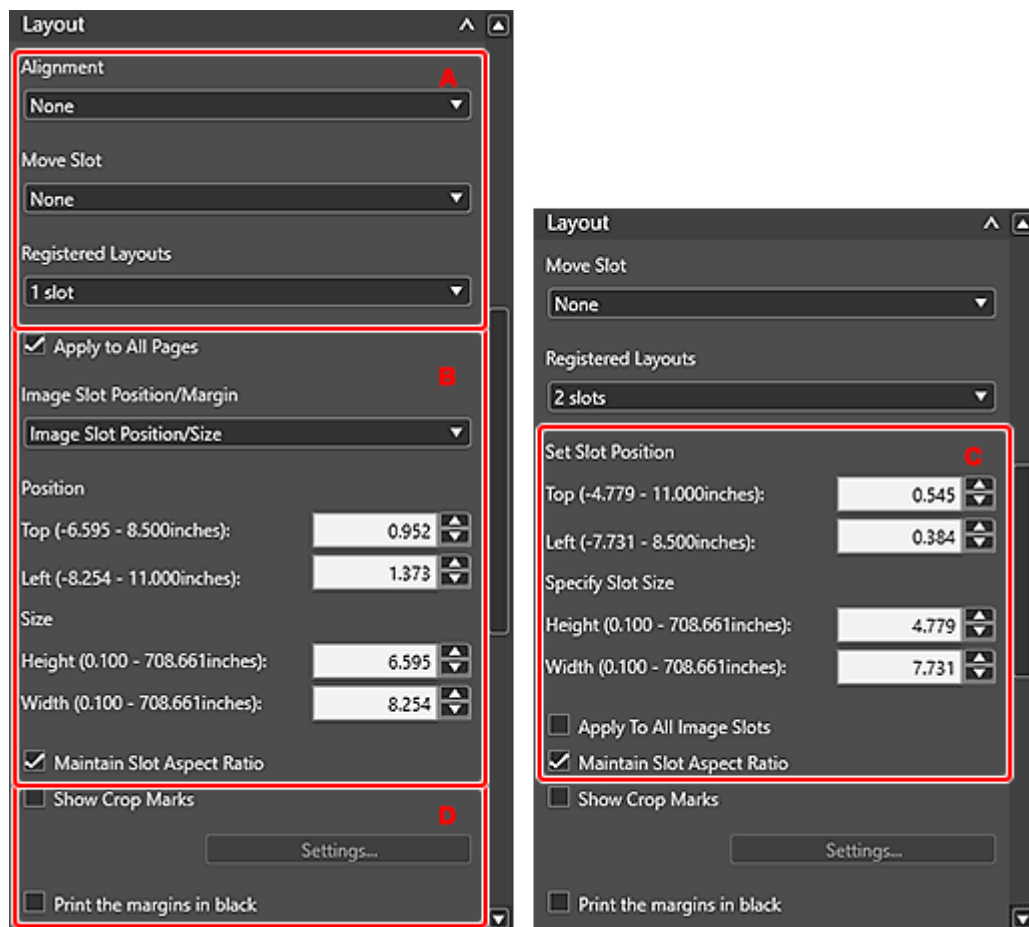 Layout
Alignment
A
None
Move Slot
None
Registered Layouts
1 slot
Apply to All Pages
B
Image Slot Position/Margin
Image Slot Position/Size
Position
Top (-6.595 - 8.500inches): 0.952
Left (-8.254 - 11.000inches): 1.373
Size
Height (0.100 - 708.661inches): 6.595
Width (0.100 - 708.661inches): 8.254
Maintain Slot Aspect Ratio
Show Crop Marks
D
Settings...
Print the margins in black
Layout
Move Slot
None
Registered Layouts
2 slots
Set Slot Position
C
Top (-4.779 - 11.000inches): 0.545
Left (-7.731 - 8.500inches): 0.384
Specify Slot Size
Height (0.100 - 708.661inches): 4.779
Width (0.100 - 708.661inches): 7.731
Apply To All Image Slots
Maintain Slot Aspect Ratio
Show Crop Marks
Settings...
Print the margins in black